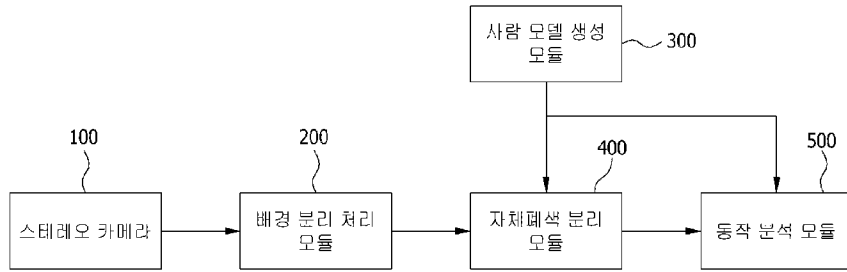 사람 모델 생성
모듈
300
100
200
400
500
스테레오 카메라
배경 분리 처리
모듈
자체폐색 분리
모듈
동작 분석 모듈